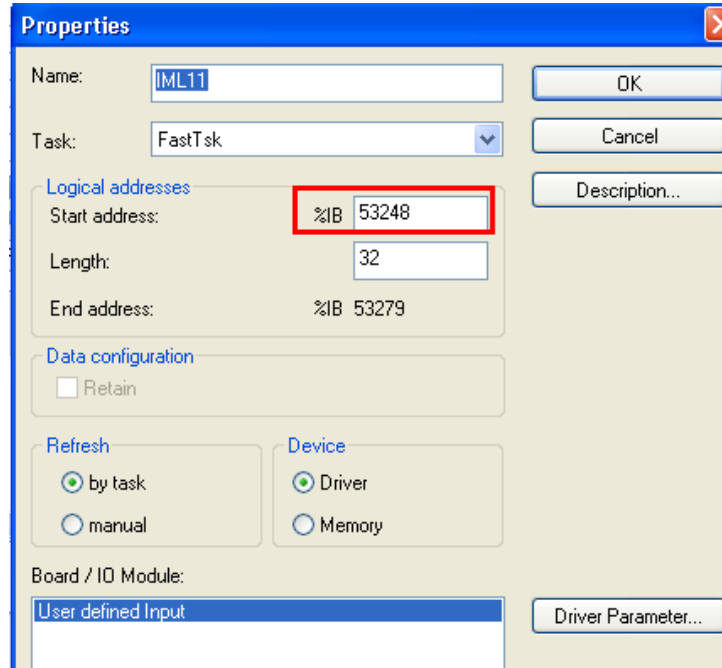 Properties
Name: IML11 OK
Task: FastTsk Cancel
Logical addresses Description...
Start address: %IB 53248
Length: 32
End address: %IB 53279
Data configuration
Retain
Refresh Device
by task Driver
manual Memory
Board / IO Module:
User defined Input Driver Parameter...